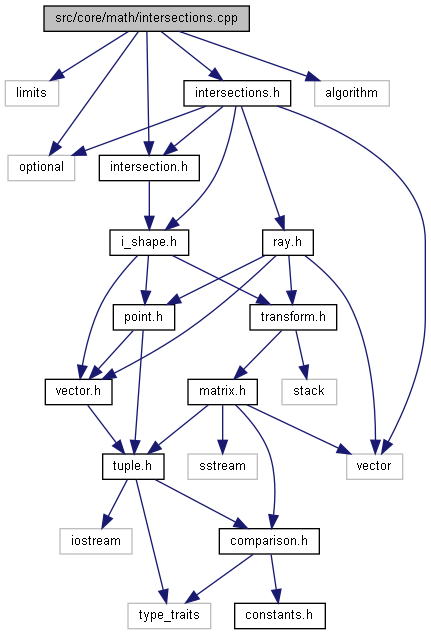 src/core/math/intersections.cpp
limits
intersections.h
algorithm
optional
intersection.h
i_shape.h
ray.h
point.h
transform.h
vector.h
matrix.h
stack
tuple.h
sstream
vector
iostream
comparison.h
type_traits
constants.h